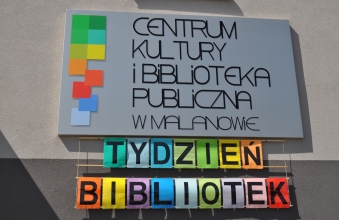 CENTRUM
KULTURY
i BiBLiOTEKA
PUBLiCZNA
W MALANOWIE
TYDZIEŃ
BIBLIOTEK